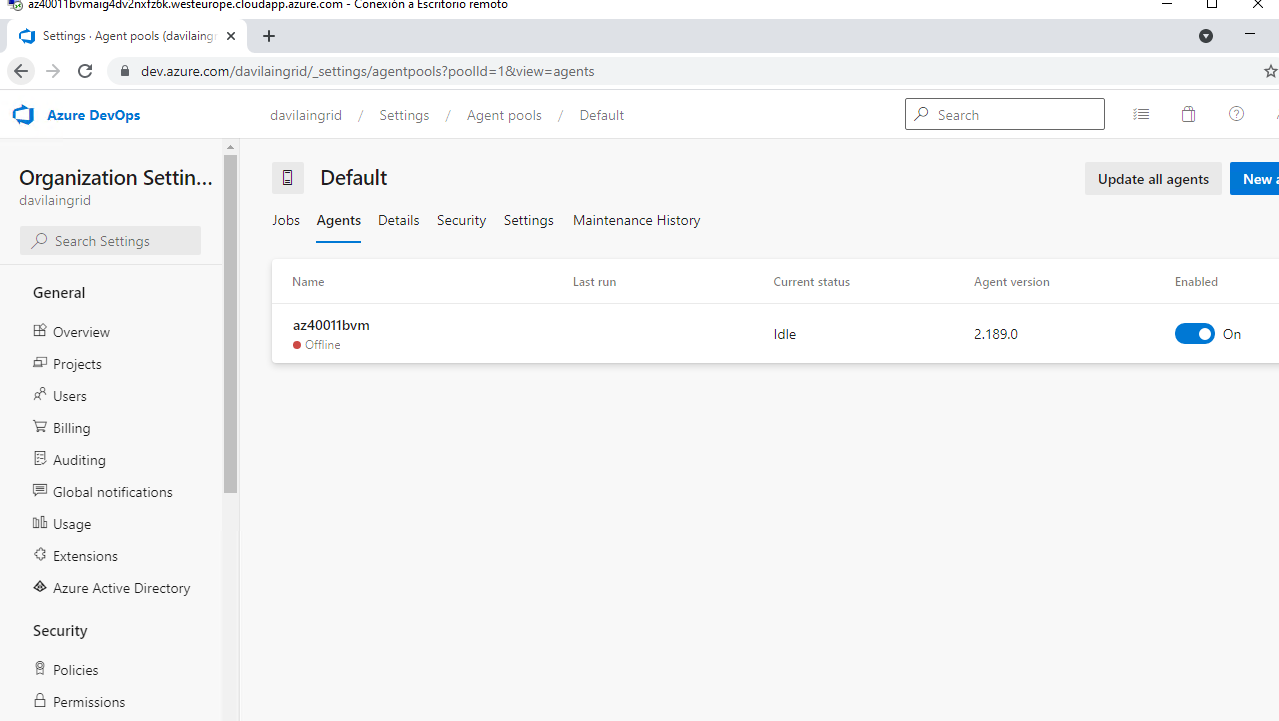 az40011bvmaig4dv2nxfzbk.westeurope.cloudapp.azure.com - Conexión a Escritorio remoto
Settings · Agent pools (davilaingrid
dev.azure.com/davilaingrid/_settings/agentpools?poolId=1&view=agents
Azure DevOps
davilaingrid / Settings / Agent pools / Default
Search
Organization Settin...
davilaingrid
Search Settings
General
Overview
Projects
Users
Billing
Auditing
Global notifications
Usage
Extensions
Azure Active Directory
Security
Policies
Permissions
Default
Update all agents
New a
Jobs Agents Details Security Settings Maintenance History
Name Last run Current status Agent version Enabled
az40011bvm
Offline
Idle 2.189.0 On